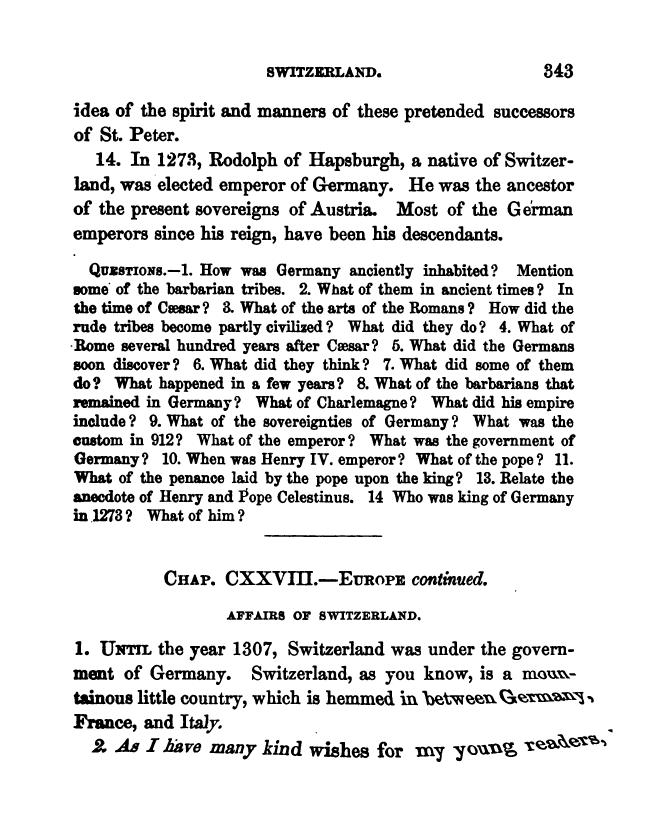 SWITZERLAND. 343
idea of the spirit and manners of these pretended successors
of St. Peter.
14. In 1273, Rodolph of Hapsburgh, a native of Switzer-
land, was elected emperor of Germany. He was the ancestor
of the present sovereigns of Austria. Most of the German
emperors since his reign, have been his descendants.
QUESTIONS.—1. How was Germany anciently inhabited? Mention
some of the barbarian tribes. 2. What of them in ancient times? In
the time of Cæsar? 3. What of the arts of the Romans? How did the
rude tribes become partly civilized? What did they do? 4. What of
Rome several hundred years after Cæsar? 5. What did the Germans
soon discover? 6. What did they think? 7. What did some of them
do? What happened in a few years? 8. What of the barbarians that
remained in Germany? What of Charlemagne? What did his empire
include? 9. What of the sovereignties of Germany? What was the
custom in 912? What of the emperor? What was the government of
Germany? 10. When was Henry IV. emperor? What of the pope? 11.
What of the penance laid by the pope upon the king? 13. Relate the
anecdote of Henry and Pope Celestinus. 14 Who was king of Germany
in 1273? What of him?
CHAP. CXXVIII.—EUROPE continued.
AFFAIRS OF SWITZERLAND.
1. UNTIL the year 1307, Switzerland was under the govern-
ment of Germany. Switzerland, as you know, is a moun-
tainous little country, which is hemmed in between Germany,
France, and Italy.
2. As I have many kind wishes for my young readers,